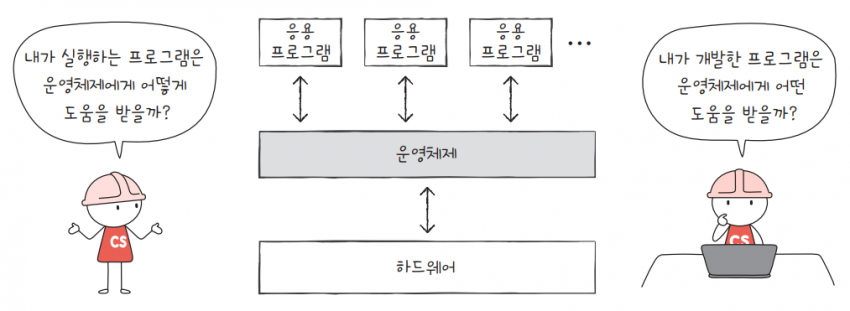 내가 실행하는 프로그램은
운영체제에게 어떻게
도움을 받을까?
CS
응용
프로그램
응용
프로그램
응용
프로그램
...
운영체제
하드웨어
내가 개발한 프로그램은
운영체제에게 어떤
도움을 받을까?
CS